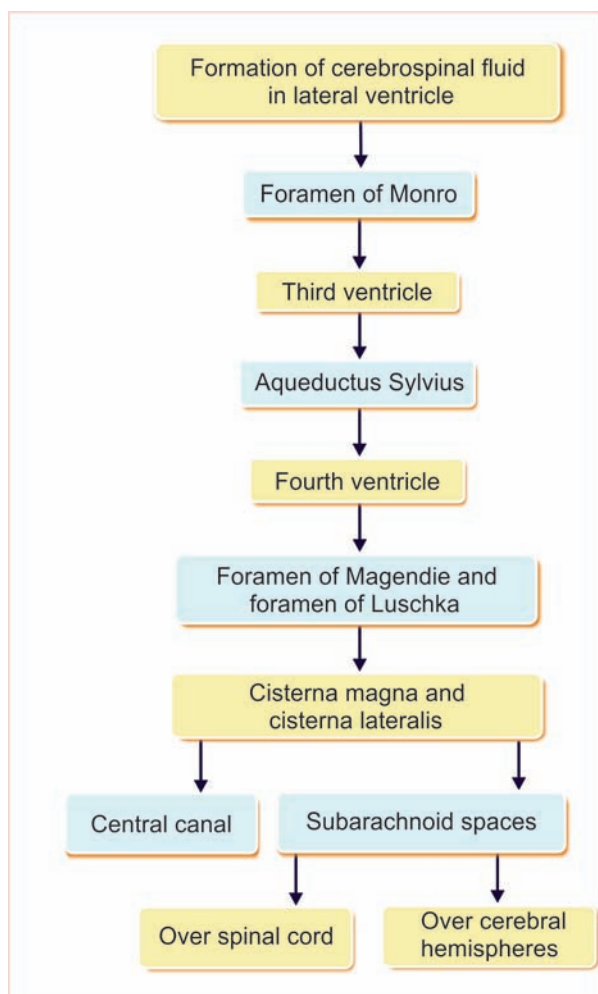 Formation of cerebrospinal fluid
in lateral ventricle
Foramen of Monro
Third ventricle
Aqueductus Sylvius
Fourth ventricle
Foramen of Magendie and
foramen of Luschka
Cisterna magna and
cisterna lateralis
Central canal
Subarachnoid spaces
Over spinal cord
Over cerebral
hemispheres